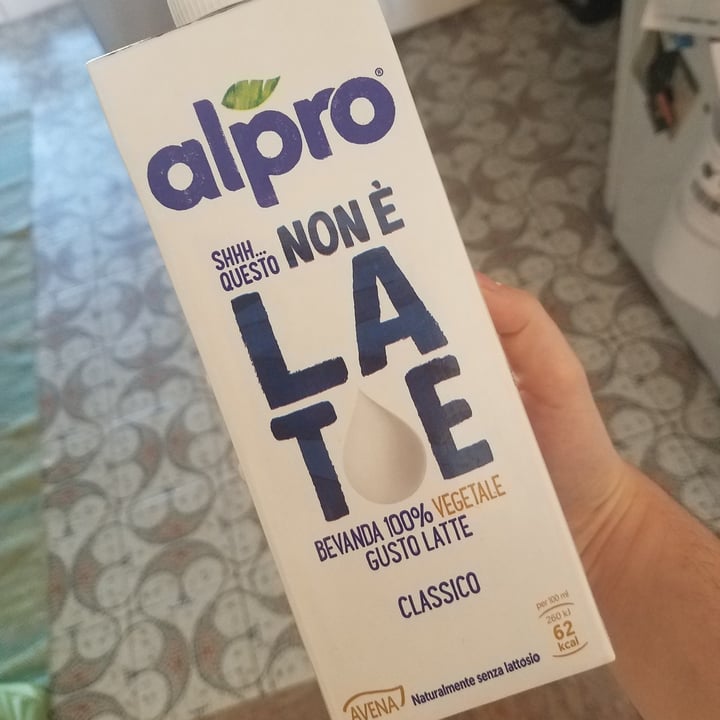 alpro®
SHHH...
QUESTO NON È
LA
TE
BEVANDA 100% VEGETALE
GUSTO LATTE
CLASSICO
per 100 ml
260 kJ
62
kcal
AVENA
Naturalmente senza lattosio